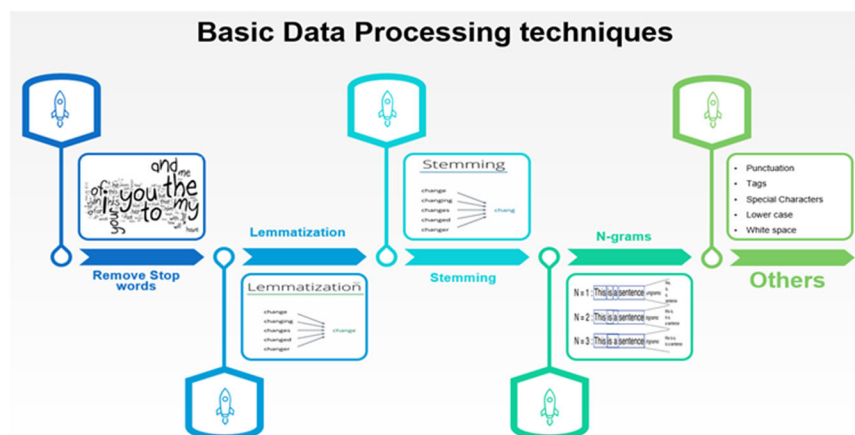 Basic Data Processing techniques
and
me
of
i
you
the
to
my
Remove Stop
words
Lemmatization
Lemmatization
change
changing
changes
changed
changer
change
Stemming
change
changing
changes
changed
changer
chang
Stemming
N-grams
N = 1 : This is a sentence
N = 2 : This is a sentence
N = 3 : This is a sentence
• Punctuation
• Tags
• Special Characters
• Lower case
• White space
Others